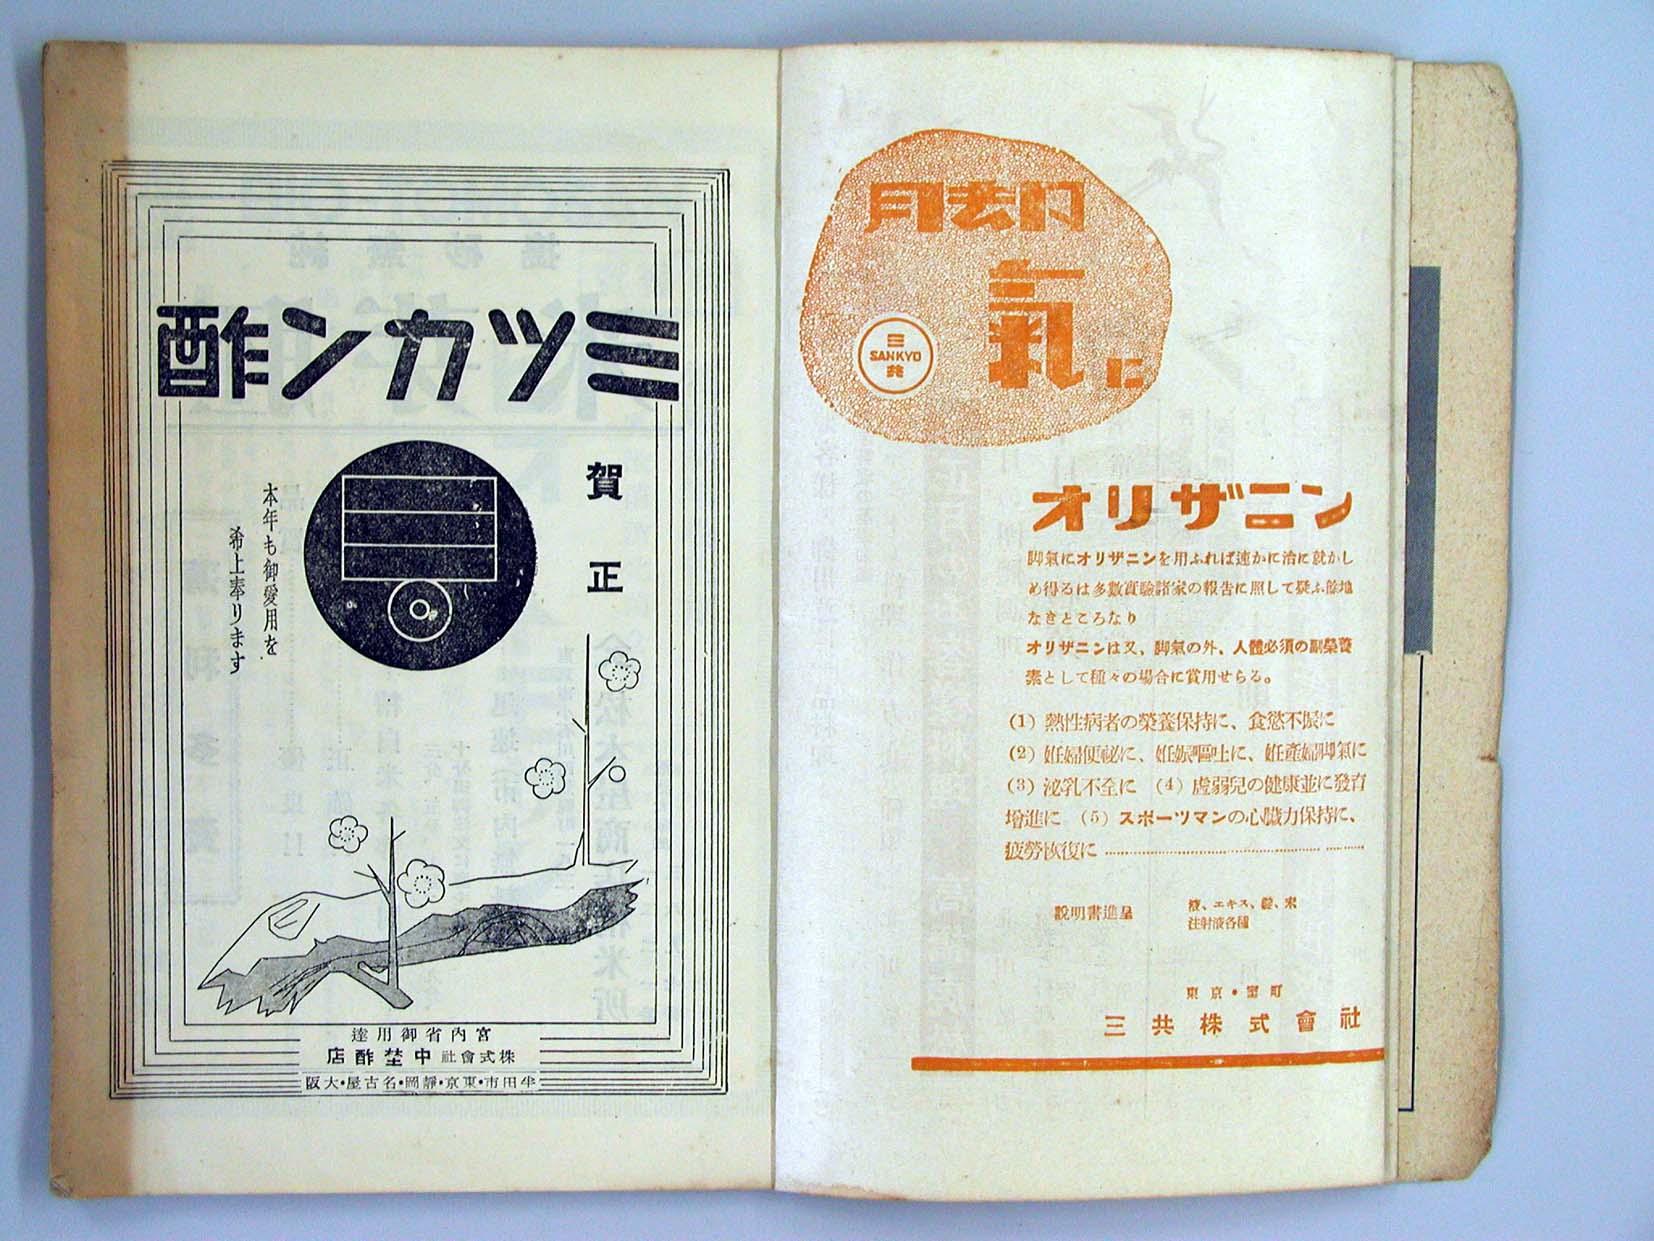 ミツカン酢
賀正
本年も御愛用を
希上奉ります
宮内省御用達
株式會社 中埜酢店
半田市・東京・靜岡・名古屋・大阪
脚
氣に
三
SANKYO
共
オリザニン
脚氣にオリザニンを用ふれば速かに治に就かし
め得るは多數實驗諸家の報告に照して疑ふ餘地
なきところなり
オリザニンは又、脚氣の外、人體必須の副榮養
素として種々の場合に賞用せらる。
(1) 熱性病者の榮養保持に、食慾不振に
(2) 妊婦便祕に、妊娠嘔吐に、妊產婦脚氣に
(3) 泌乳不全に (4) 虛弱兒の健康並に發育
增進に (5) スポーツマンの心臟力保持に、
疲勞恢復に
說明書進呈
液、エキス、錠、末
注射液各種
東京・室町
三共株式會社